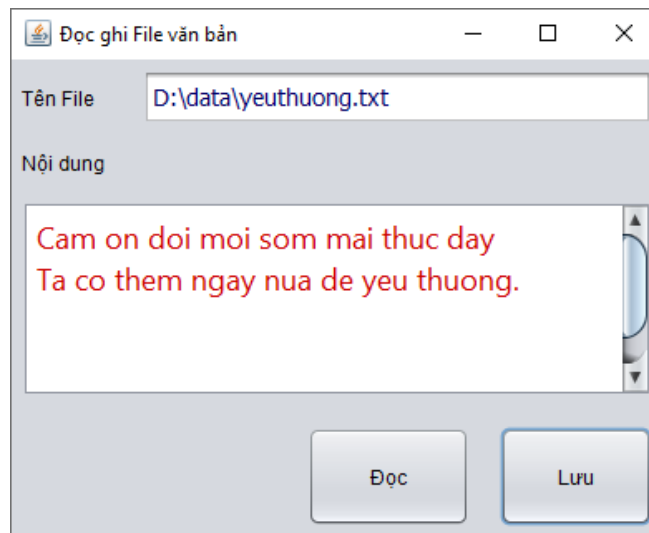 Đọc ghi File văn bản
Tên File
D:\data\yeuthuong.txt
Nội dung
Cam on doi moi som mai thuc day
Ta co them ngay nua de yeu thuong.
Đọc
Lưu